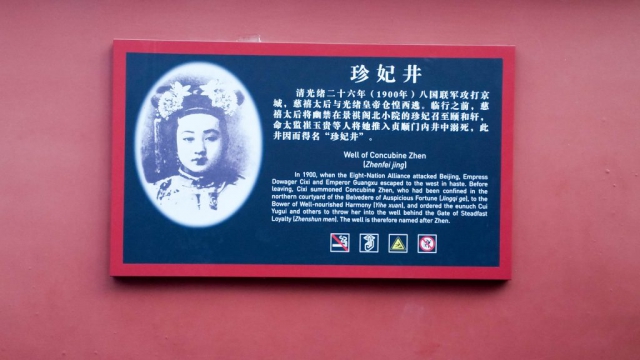 珍妃井
清光绪二十六年（1900年）八国联军攻打京
城，慈禧太后与光绪皇帝仓惶西逃。临行之前，慈
禧太后将幽禁在景祺阁北小院的珍妃召至颐和轩，
命太监崔玉贵等人将她推入贞顺门内井中溺死，此
井因而得名“珍妃井”。
Well of Concubine Zhen
(Zhenfei jing)
In 1900, when the Eight-Nation Alliance attacked Beijing, Empress
Dowager Cixi and Emperor Guangxu escaped to the west in haste. Before
leaving, Cixi summoned Concubine Zhen, who had been confined in the
northern courtyard of the Belvedere of Auspicious Fortune (Jingqi ge), to the
Bower of Well-nourished Harmony (Yihe xuan), and ordered the eunuch Cui
Yugui and others to throw her into the well behind the Gate of Steadfast
Loyalty (Zhenshun men). The well is therefore named after Zhen.